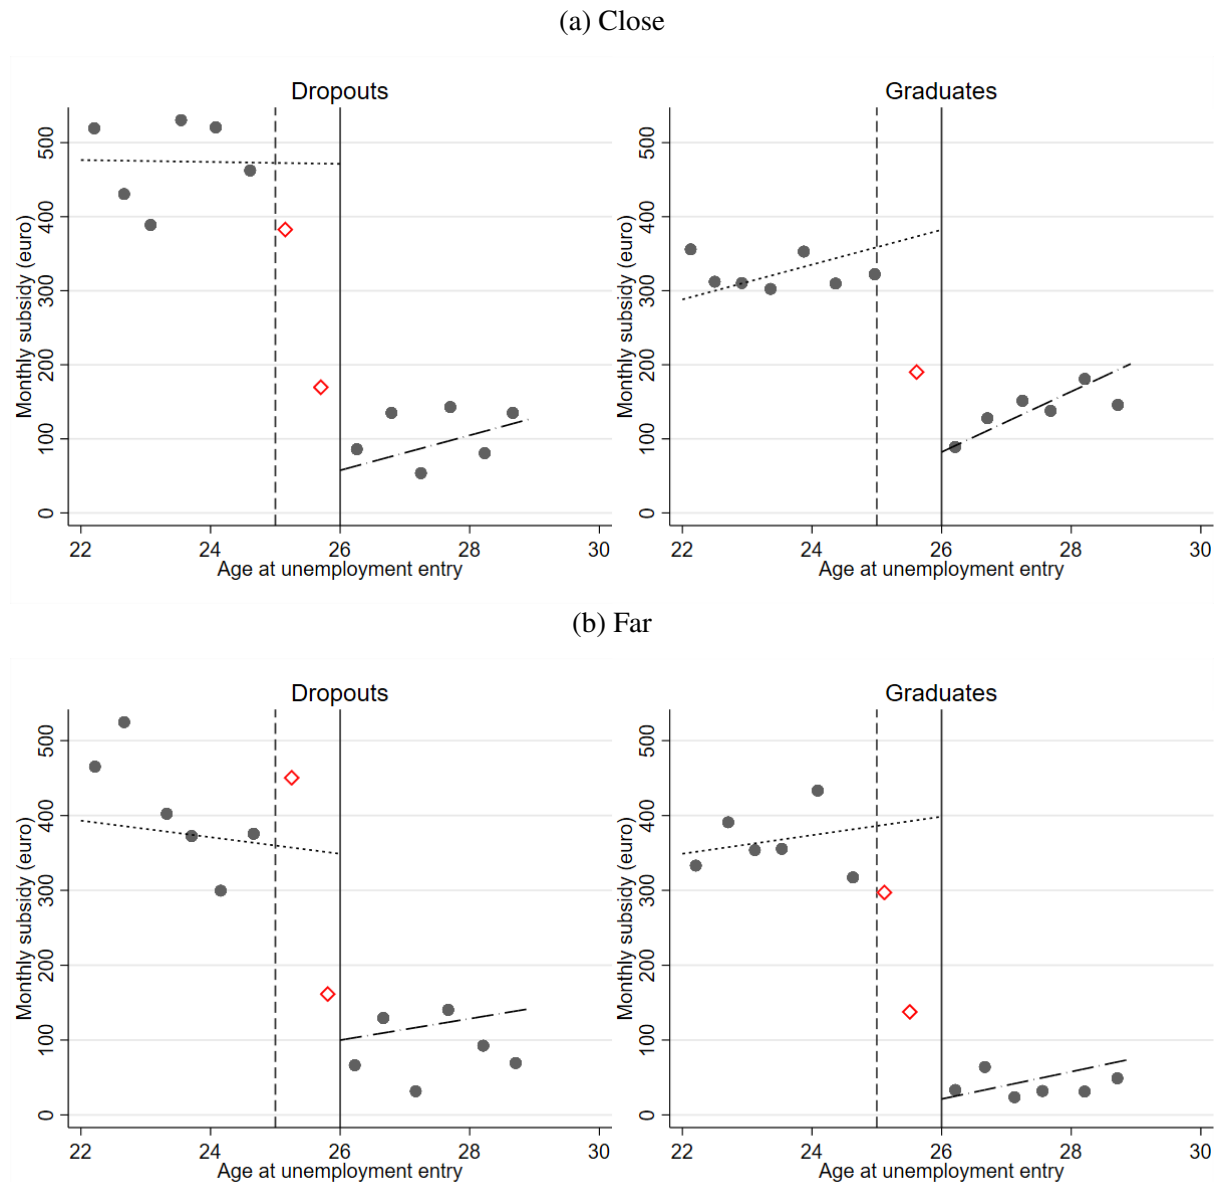 (a) Close
Dropouts
Monthly subsidy (euro)
500
400
300
200
100
0
22 24 26 28 30
Age at unemployment entry
Graduates
Monthly subsidy (euro)
500
400
300
200
100
0
22 24 26 28 30
Age at unemployment entry
(b) Far
Dropouts
Monthly subsidy (euro)
500
400
300
200
100
0
22 24 26 28 30
Age at unemployment entry
Graduates
Monthly subsidy (euro)
500
400
300
200
100
0
22 24 26 28 30
Age at unemployment entry